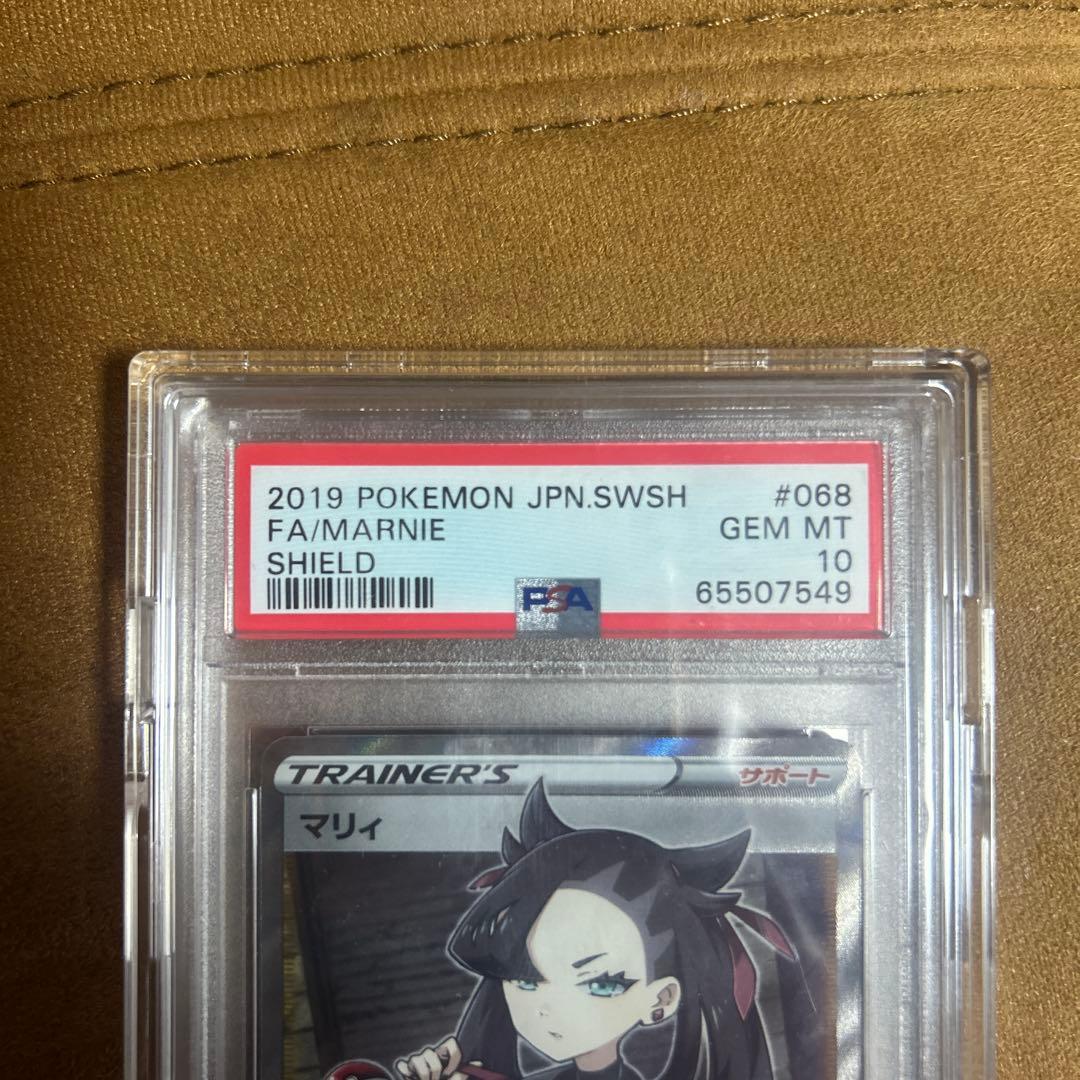 2019 POKEMON JPN.SWSH #068
FA/MARNIE GEM MT
SHIELD 10
PSA 65507549
TRAINER'S サポート
マリィ